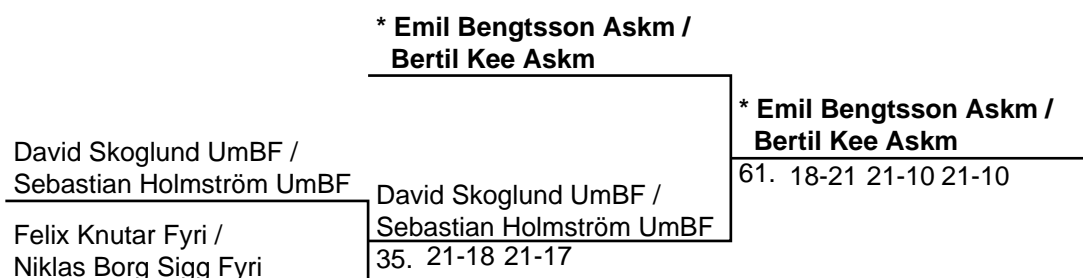 * Emil Bengtsson Askm /
Bertil Kee Askm
* Emil Bengtsson Askm /
Bertil Kee Askm
61. 18-21 21-10 21-10
David Skoglund UmBF /
Sebastian Holmström UmBF
David Skoglund UmBF /
Sebastian Holmström UmBF
35. 21-18 21-17
Felix Knutar Fyri /
Niklas Borg Sigg Fyri